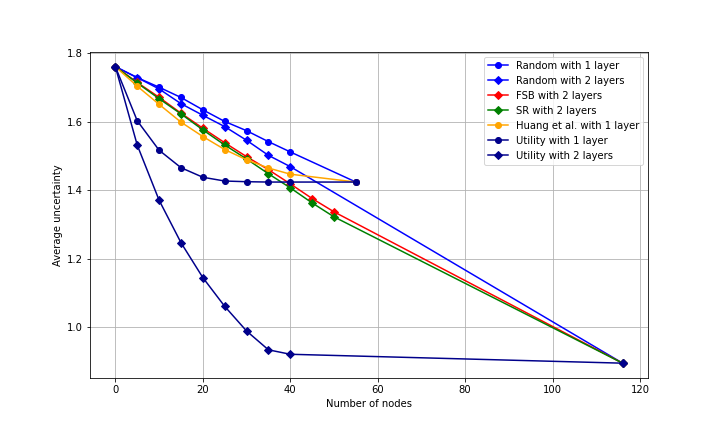 1.8
1.6
1.4
1.2
1.0
Average uncertainty
0
20
40
60
80
100
120
Number of nodes
Random with 1 layer
Random with 2 layers
FSB with 2 layers
SR with 2 layers
Huang et al. with 1 layer
Utility with 1 layer
Utility with 2 layers